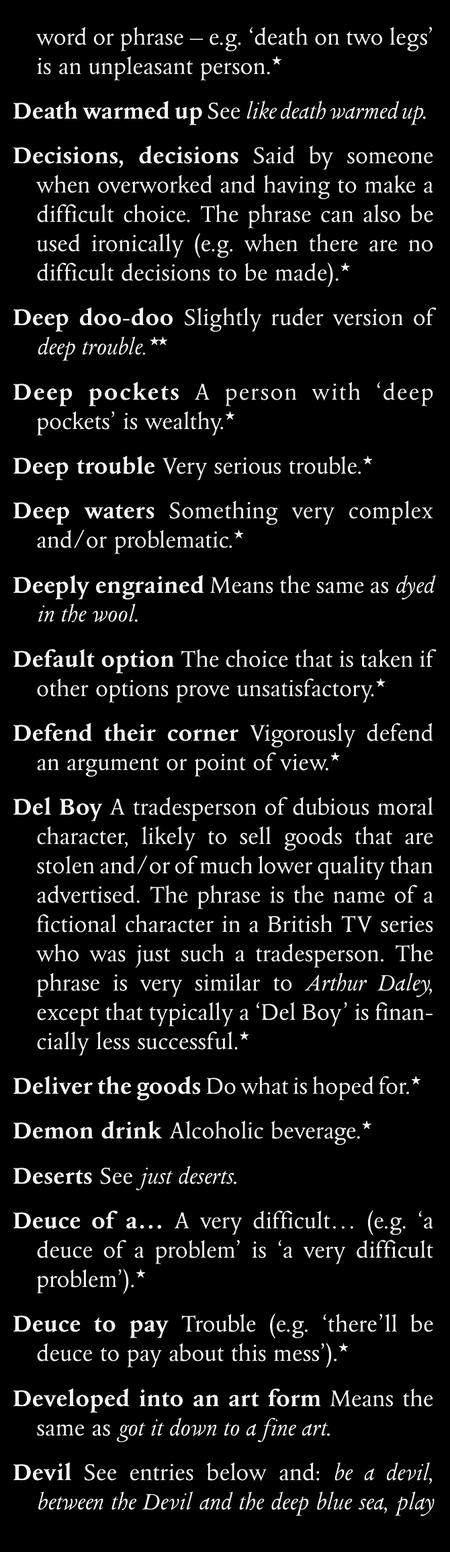 word or phrase – e.g. ‘death on two legs’
is an unpleasant person.★
Death warmed up See like death warmed up.
Decisions, decisions Said by someone
when overworked and having to make a
difficult choice. The phrase can also be
used ironically (e.g. when there are no
difficult decisions to be made).★
Deep doo-doo Slightly ruder version of
deep trouble.★★
Deep pockets A person with ‘deep
pockets’ is wealthy.★
Deep trouble Very serious trouble.★
Deep waters Something very complex
and/or problematic.★
Deeply engrained Means the same as dyed
in the wool.
Default option The choice that is taken if
other options prove unsatisfactory.★
Defend their corner Vigorously defend
an argument or point of view.★
Del Boy A tradesperson of dubious moral
character, likely to sell goods that are
stolen and/or of much lower quality than
advertised. The phrase is the name of a
fictional character in a British TV series
who was just such a tradesperson. The
phrase is very similar to Arthur Daley,
except that typically a ‘Del Boy’ is finan-
cially less successful.★
Deliver the goods Do what is hoped for.★
Demon drink Alcoholic beverage.★
Deserts See just deserts.
Deuce of a… A very difficult… (e.g. ‘a
deuce of a problem’ is ‘a very difficult
problem’).★
Deuce to pay Trouble (e.g. ‘there’ll be
deuce to pay about this mess’).★
Developed into an art form Means the
same as got it down to a fine art.
Devil See entries below and: be a devil,
between the Devil and the deep blue sea, play